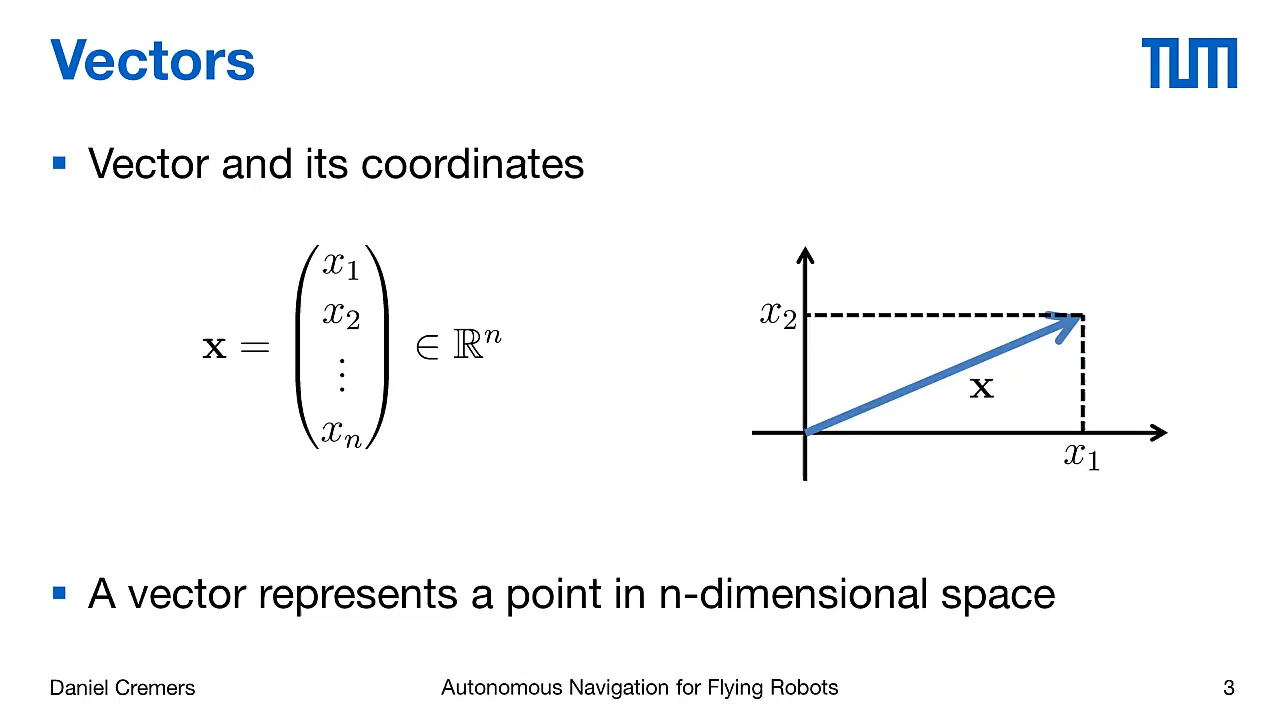 Vectors
TUM
Vector and its coordinates
x = (x₁ x₂ ⋮ xₙ) ∈ ℝⁿ
x₂
x
x₁
A vector represents a point in n-dimensional space
Daniel Cremers Autonomous Navigation for Flying Robots 3